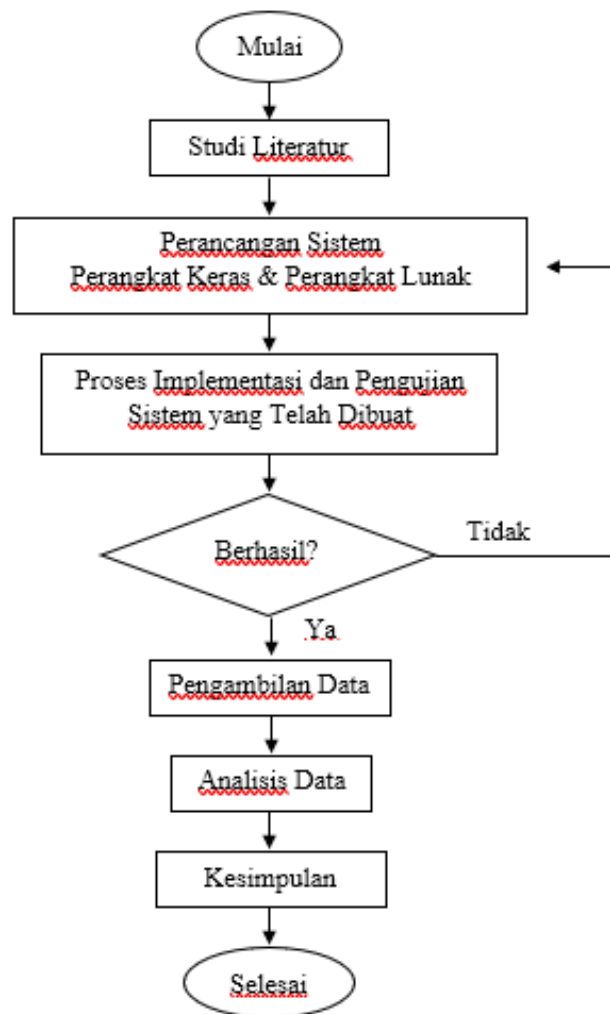 Mulai
Studi Literatur
Perancangan Sistem
Perangkat Keras & Perangkat Lunak
Proses Implementasi dan Pengujian
Sistem yang Telah Dibuat
Berhasil?
Tidak
Ya
Pengambilan Data
Analisis Data
Kesimpulan
Selesai